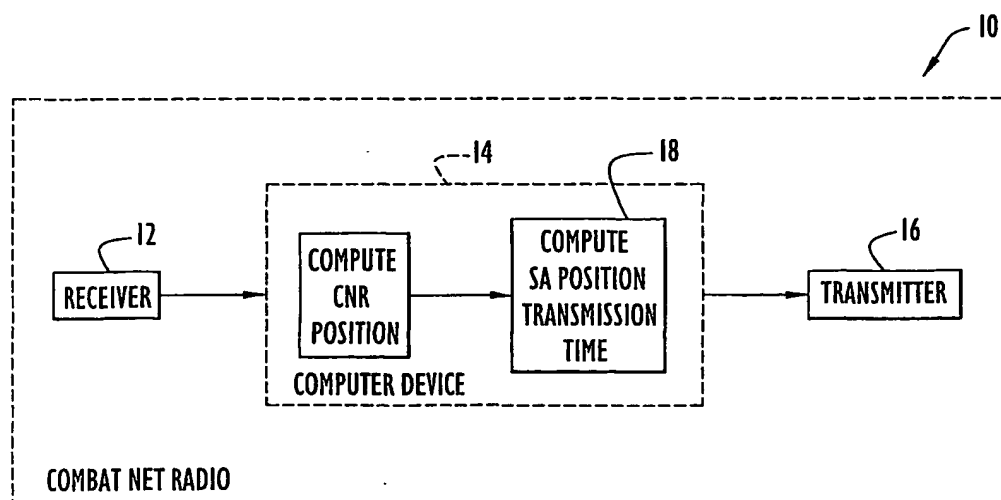 10
14
18
12
16
RECEIVER
COMPUTE
CNR
POSITION
COMPUTE
SA POSITION
TRANSMISSION
TIME
TRANSMITTER
COMPUTER DEVICE
COMBAT NET RADIO